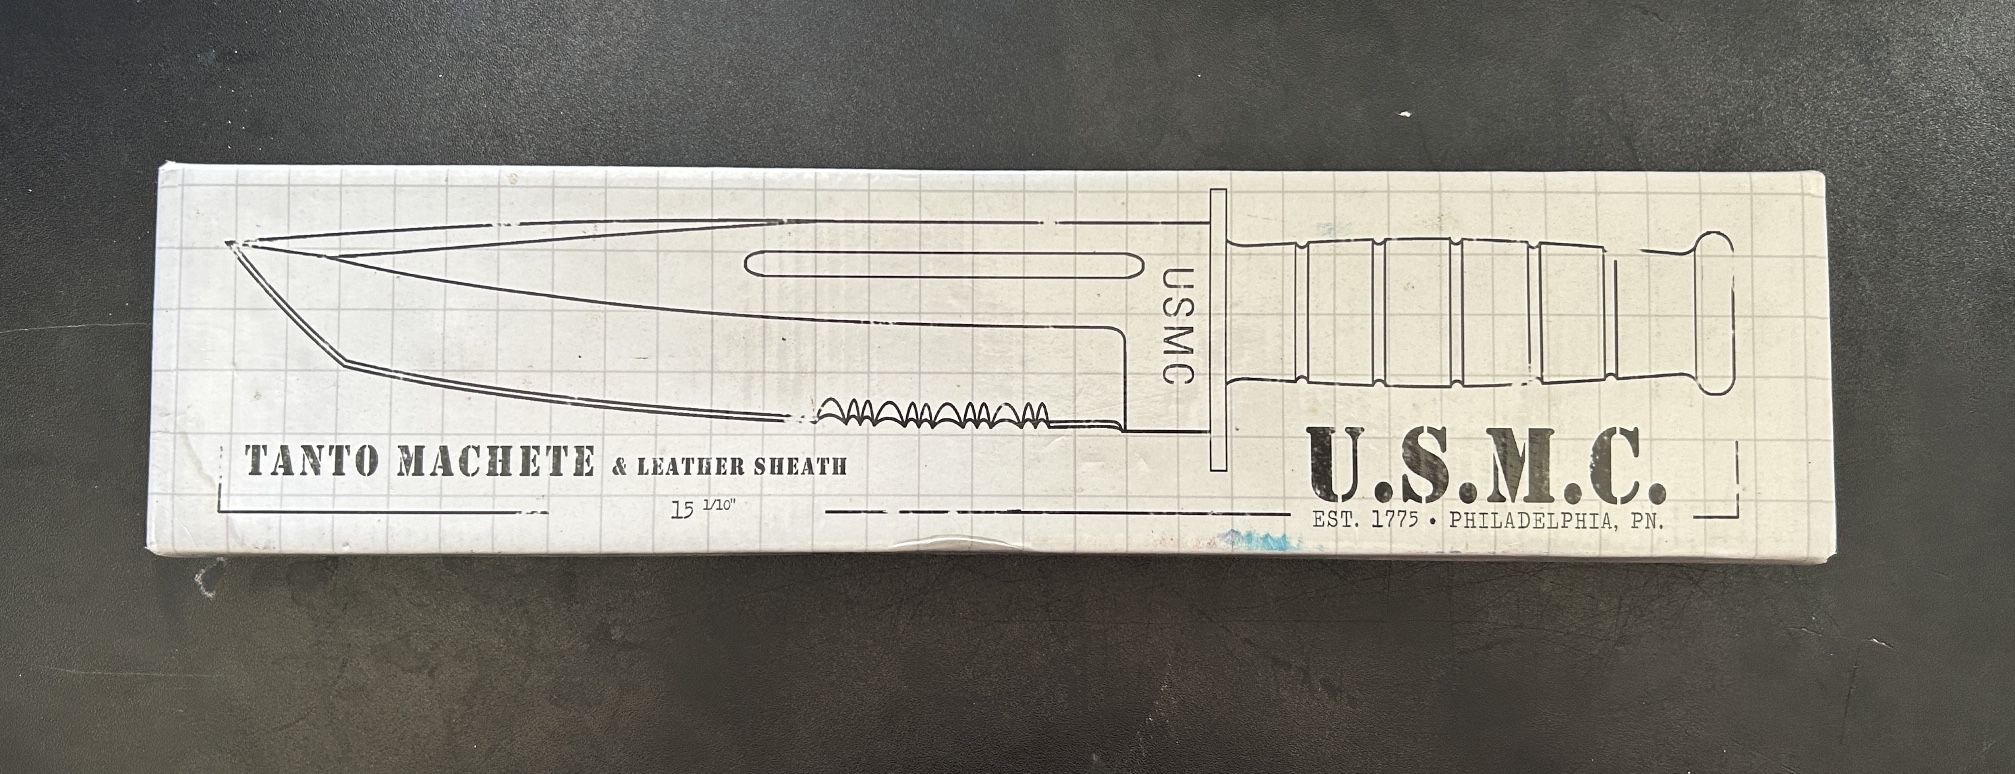 USMC
TANTO MACHETE & LEATHER SHEATH
15 1/10"
U.S.M.C.
EST. 1775 • PHILADELPHIA, PN.